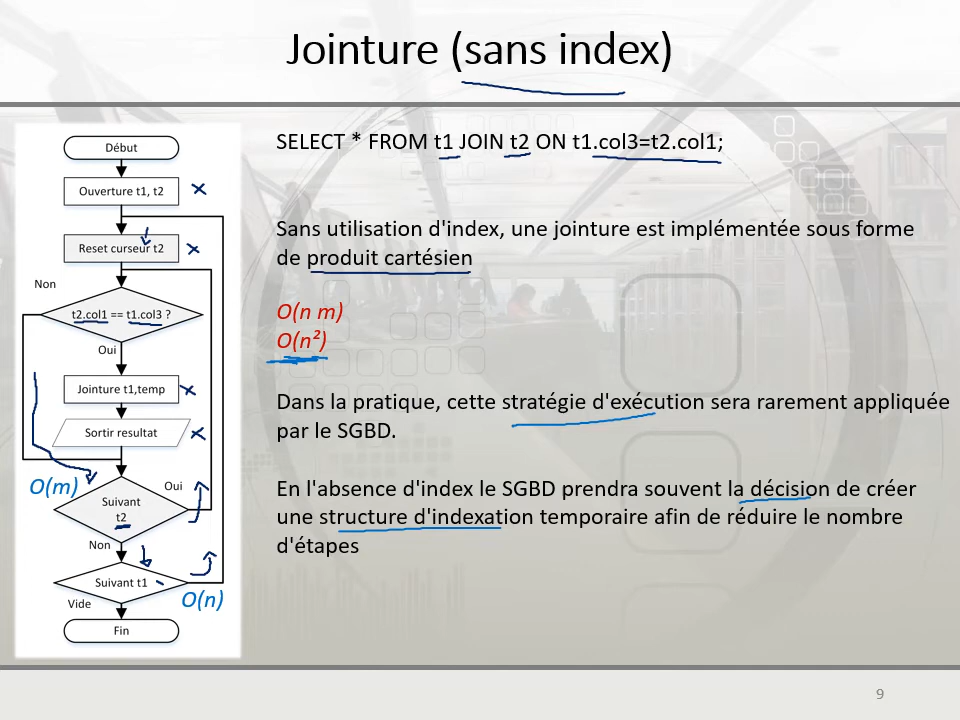 Jointure (sans index)
SELECT * FROM t1 JOIN t2 ON t1.col3=t2.col1;
Sans utilisation d'index, une jointure est implémentée sous forme
de produit cartésien
O(n m)
O(n²)
Dans la pratique, cette stratégie d'exécution sera rarement appliquée
par le SGBD.
En l'absence d'index le SGBD prendra souvent la décision de créer
une structure d'indexation temporaire afin de réduire le nombre
d'étapes
Début
Ouverture t1, t2
Reset curseur t2
Non
t2.col1 == t1.col3 ?
Oui
Jointure t1,temp
Sortir resultat
O(m)
Oui
Suivant
t2
Non
Suivant t1
Vide
O(n)
Fin
9